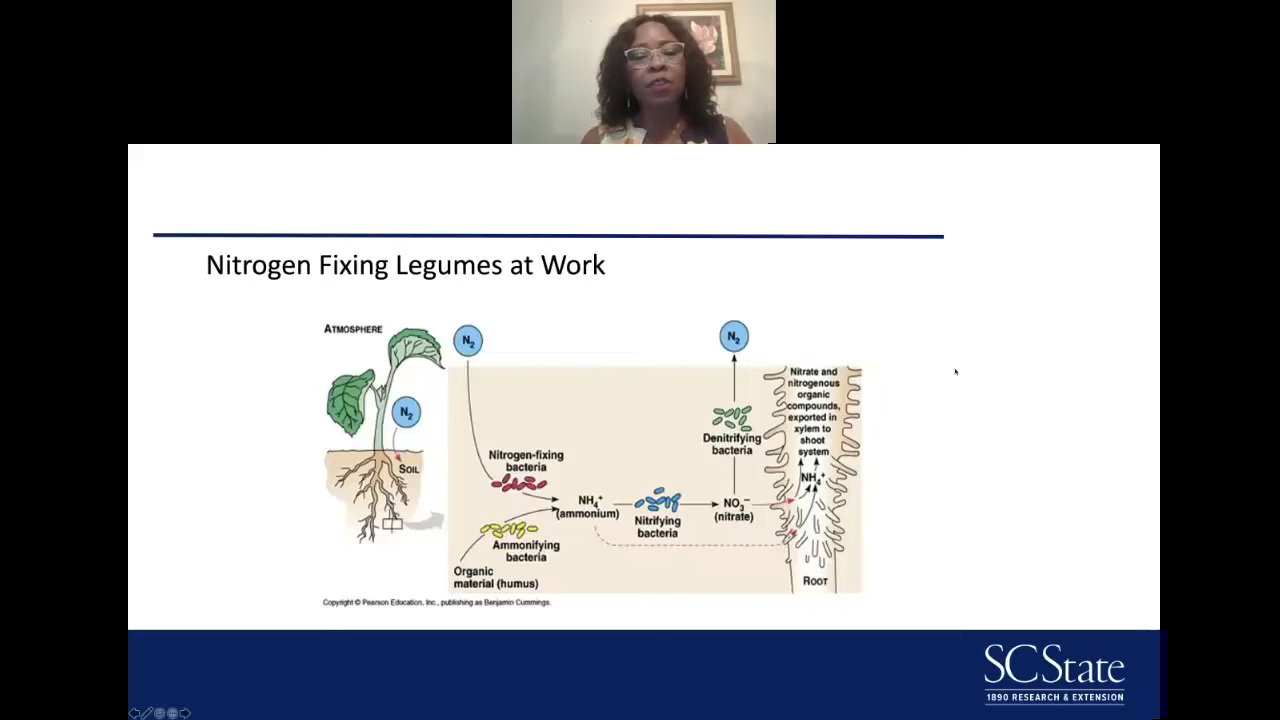 Nitrogen Fixing Legumes at Work
ATMOSPHERE
N2
N2
N2
SOIL
Nitrogen-fixing
bacteria
NH4+
(ammonium)
Ammonifying
bacteria
Organic
material (humus)
Nitrifying
bacteria
NO3−
(nitrate)
Denitrifying
bacteria
Nitrate and
nitrogenous
organic
compounds,
exported in
xylem to
shoot
system
NH4+
ROOT
Copyright © Pearson Education, Inc., publishing as Benjamin Cummings.
SC State
1890 RESEARCH & EXTENSION